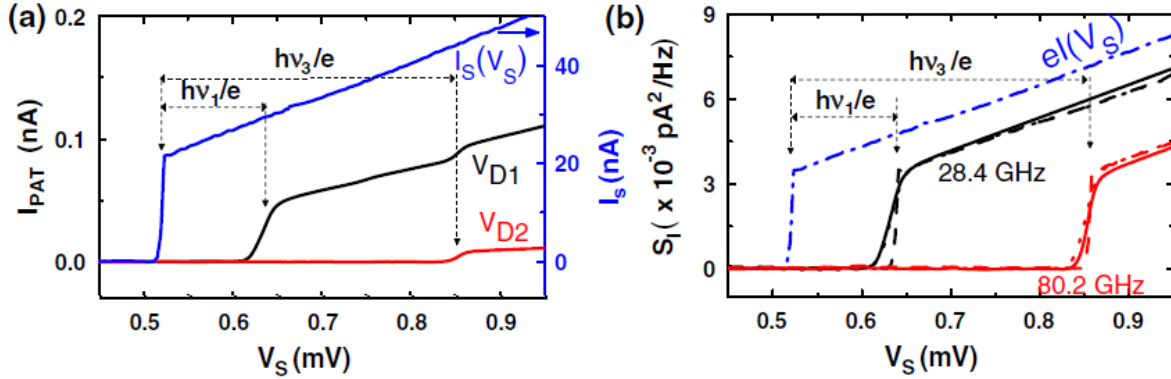 (a)
0.2
0.1
0.0
I_PAT (nA)
hν₃/e
hν₁/e
I_S(V_S)
V_D1
V_D2
40
20
0
I_s (nA)
0.5 0.6 0.7 0.8 0.9
V_S (mV)
(b)
9
6
3
0
S_I ( x 10⁻³ pA²/Hz)
eI(V_S)
hν₃/e
hν₁/e
28.4 GHz
80.2 GHz
0.5 0.6 0.7 0.8 0.9
V_S (mV)